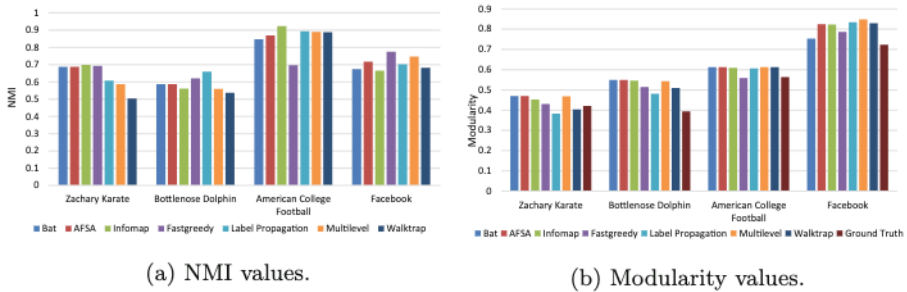 1
0.9
0.8
0.7
0.6
0.5
0.4
0.3
0.2
0.1
0
NMI
Zachary Karate Bottlenose Dolphin American College Football Facebook
Bat AFSA Infomap Fastgreedy Label Propagation Multilevel Walktrap
(a) NMI values.
0.9
0.8
0.7
0.6
0.5
0.4
0.3
0.2
0.1
0
Modularity
Zachary Karate Bottlenose Dolphin American College Football Facebook
Bat AFSA Infomap Fastgreedy Label Propagation Multilevel Walktrap Ground Truth
(b) Modularity values.